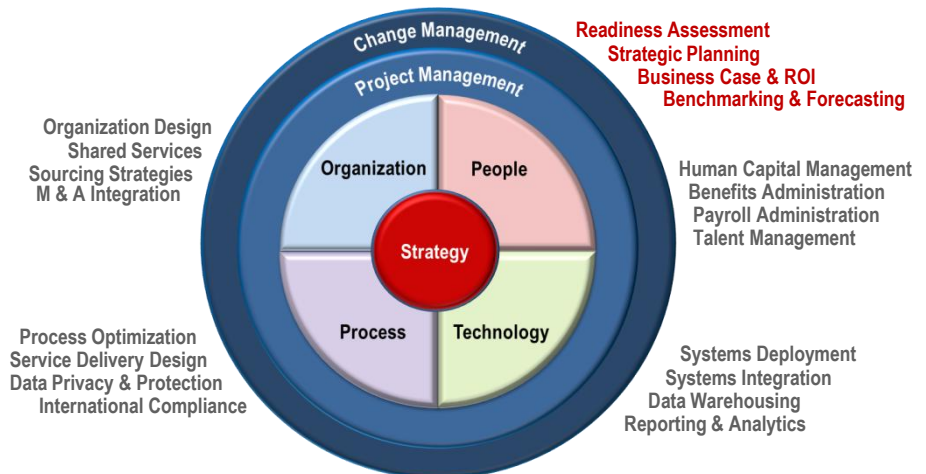 Change Management
Project Management
Readiness Assessment
Strategic Planning
Business Case & ROI
Benchmarking & Forecasting
Organization Design
Shared Services
Sourcing Strategies
M & A Integration
Organization
People
Human Capital Management
Benefits Administration
Payroll Administration
Talent Management
Strategy
Process
Technology
Process Optimization
Service Delivery Design
Data Privacy & Protection
International Compliance
Systems Deployment
Systems Integration
Data Warehousing
Reporting & Analytics